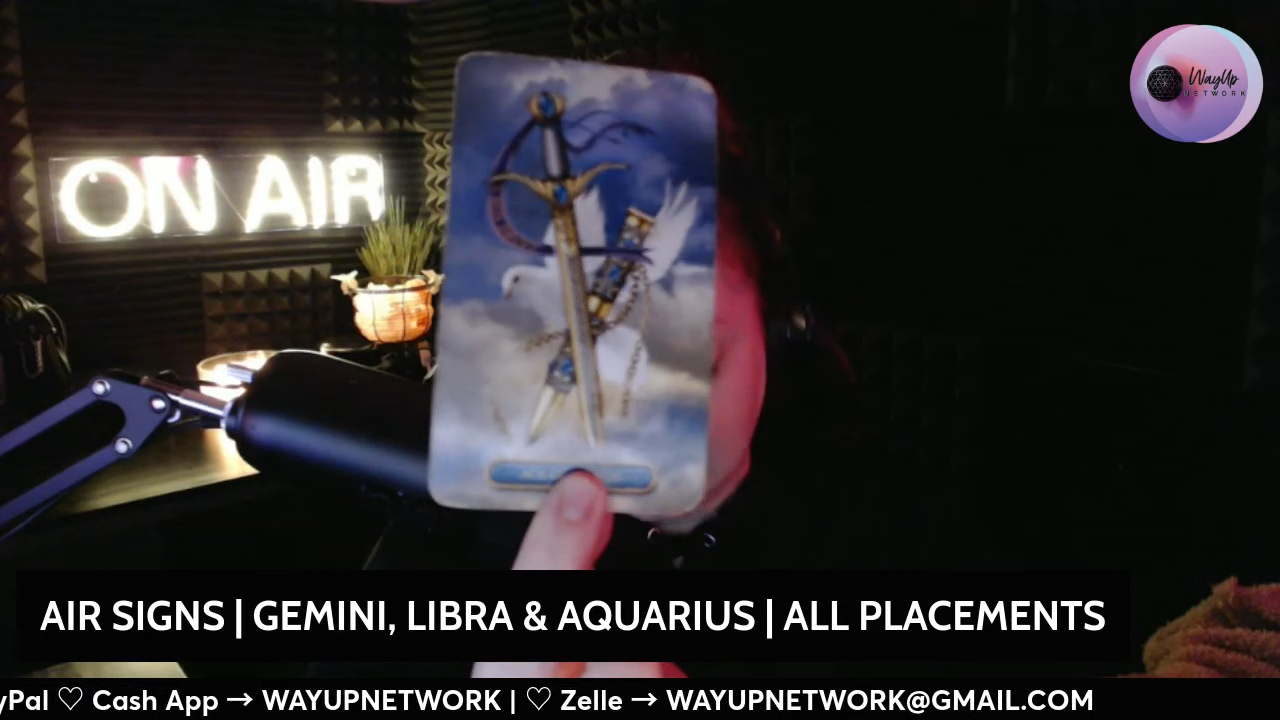 ON AIR
WayUp
NETWORK
AIR SIGNS | GEMINI, LIBRA & AQUARIUS | ALL PLACEMENTS
yPal ♡ Cash App → WAYUPNETWORK | ♡ Zelle → WAYUPNETWORK@GMAIL.COM